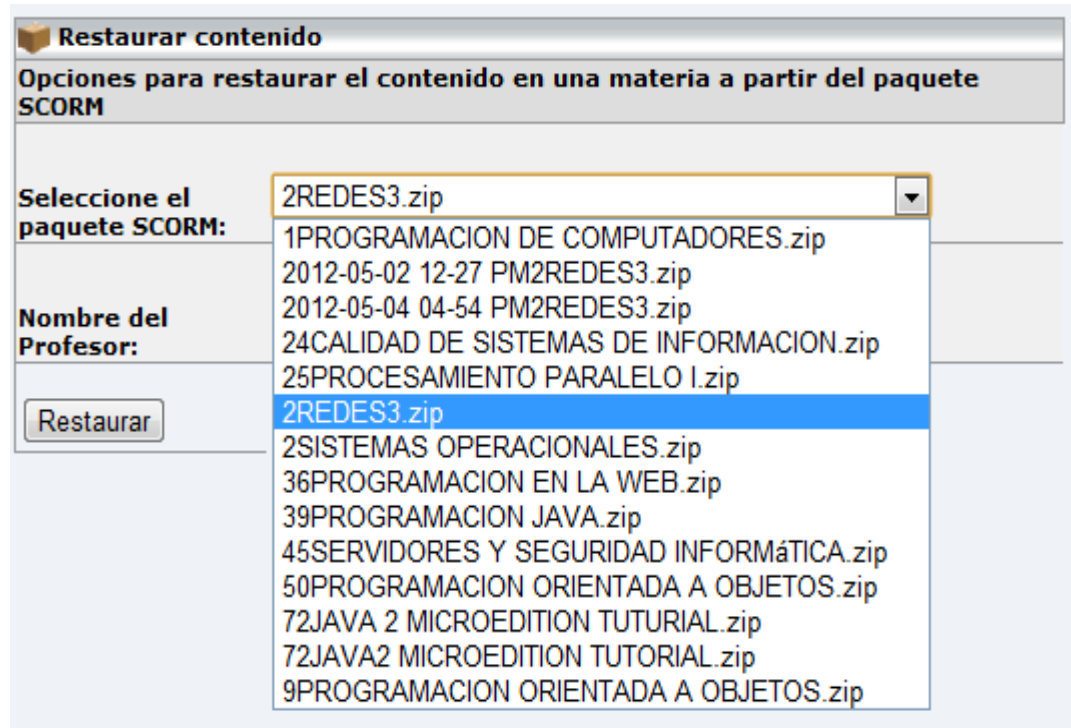 Restaurar contenido
Opciones para restaurar el contenido en una materia a partir del paquete
SCORM
Seleccione el
paquete SCORM:
2REDES3.zip
1PROGRAMACION DE COMPUTADORES.zip
2012-05-02 12-27 PM2REDES3.zip
2012-05-04 04-54 PM2REDES3.zip
24CALIDAD DE SISTEMAS DE INFORMACION.zip
25PROCESAMIENTO PARALELO I.zip
2REDES3.zip
2SISTEMAS OPERACIONALES.zip
36PROGRAMACION EN LA WEB.zip
39PROGRAMACION JAVA.zip
45SERVIDORES Y SEGURIDAD INFORMáTICA.zip
50PROGRAMACION ORIENTADA A OBJETOS.zip
72JAVA 2 MICROEDITION TUTURIAL.zip
72JAVA2 MICROEDITION TUTORIAL.zip
9PROGRAMACION ORIENTADA A OBJETOS.zip
Nombre del
Profesor:
Restaurar